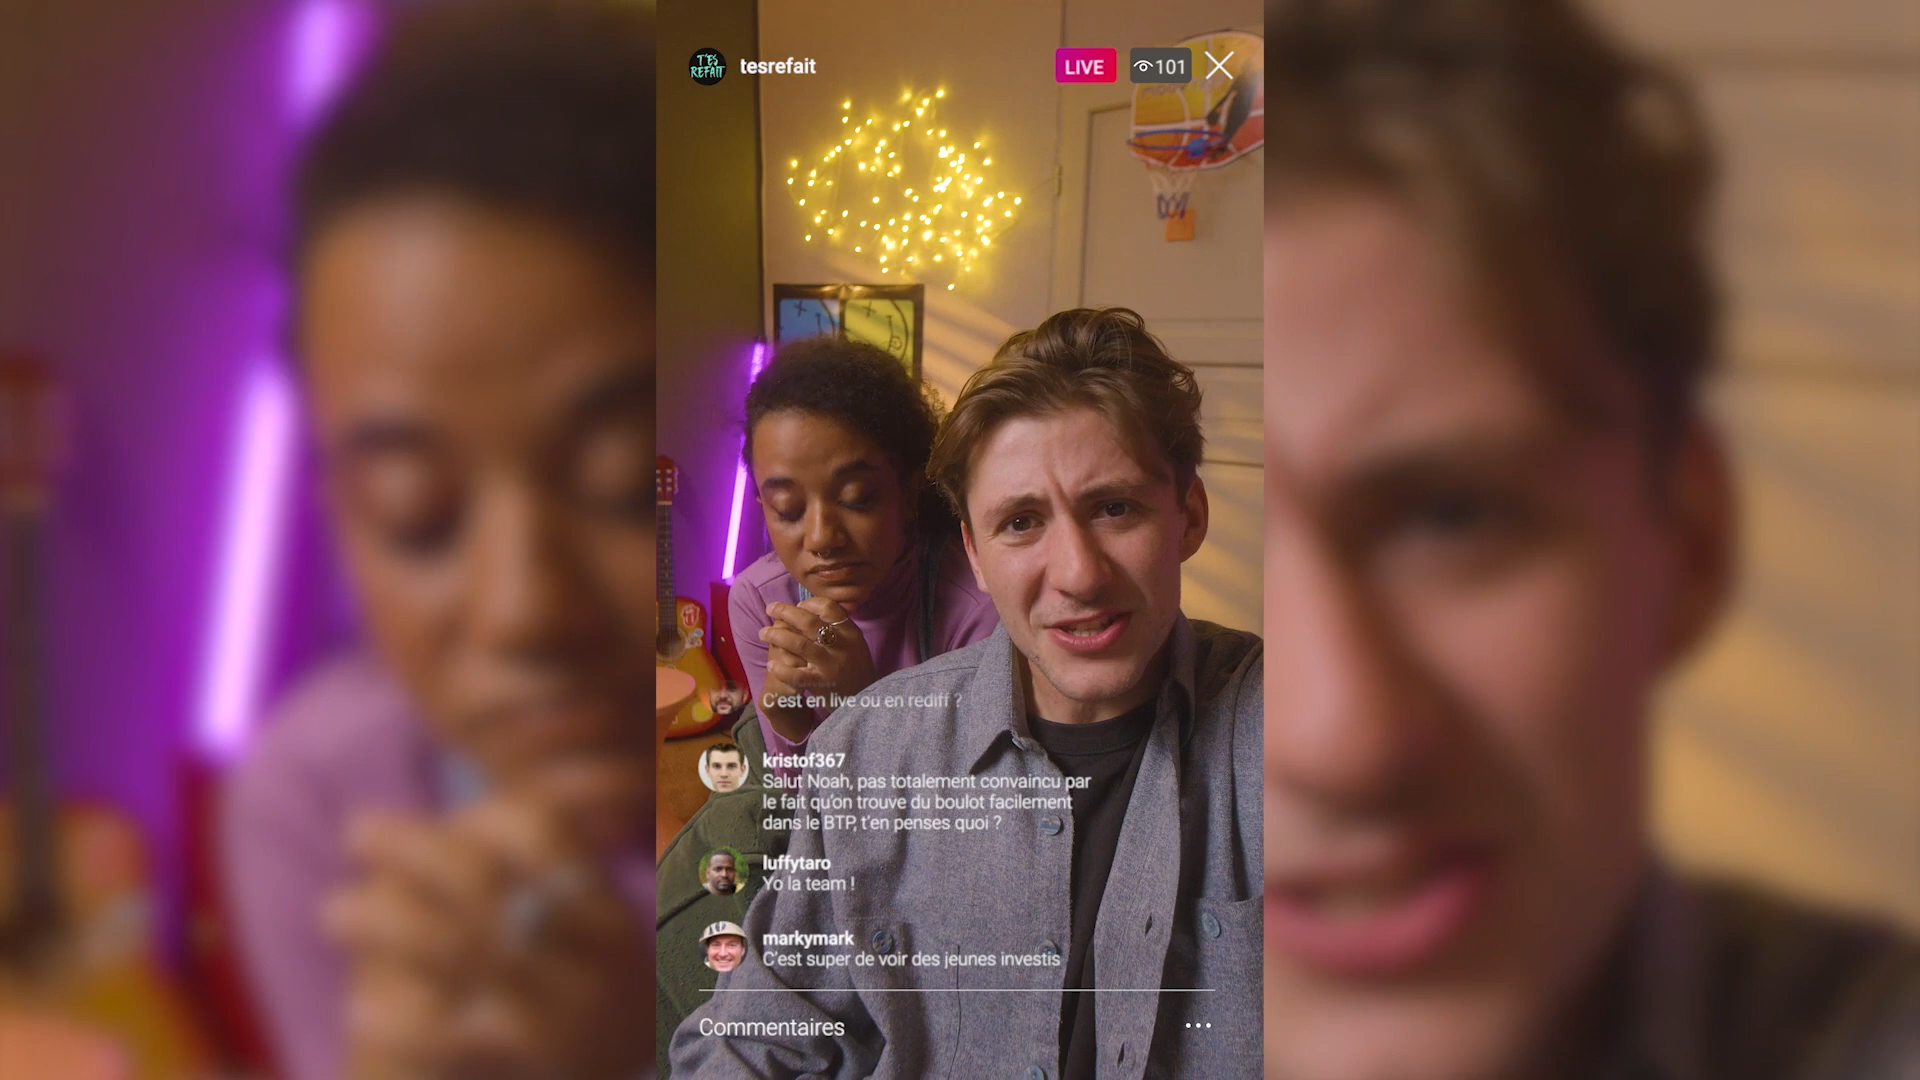 T'ES
REFAIT
tesrefait
LIVE
101
C'est en live ou en rediff ?
kristof367
Salut Noah, pas totalement convaincu par
le fait qu'on trouve du boulot facilement
dans le BTP, t'en penses quoi ?
luffytaro
Yo la team !
markymark
C'est super de voir des jeunes investis
Commentaires